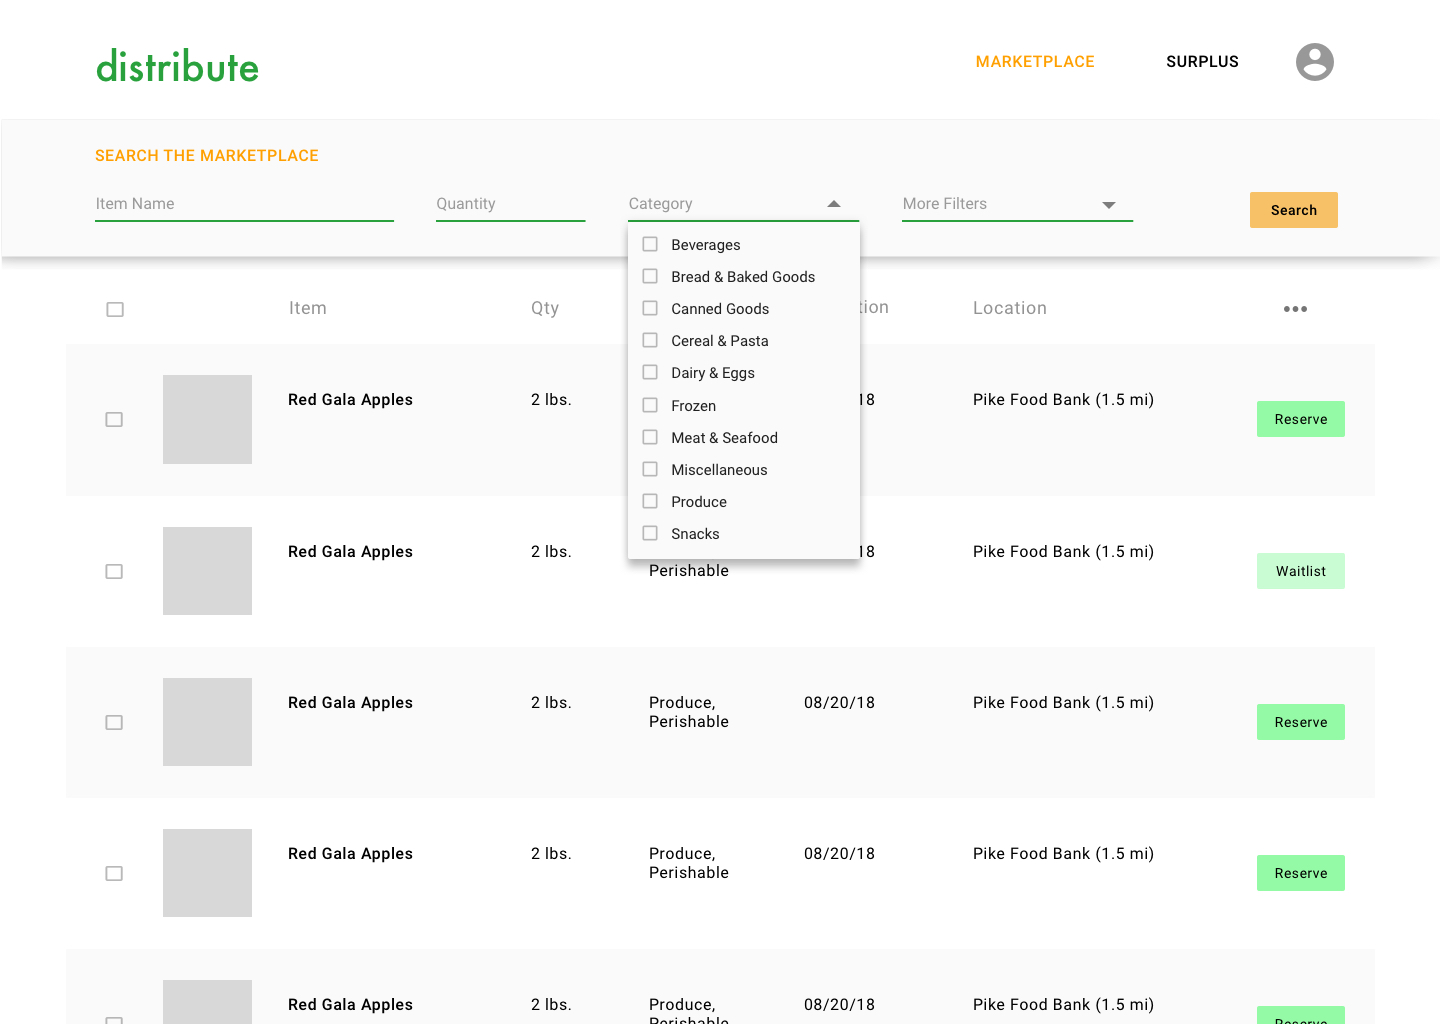 distribute
MARKETPLACE
SURPLUS
SEARCH THE MARKETPLACE
Item Name
Quantity
Category
More Filters
Search
Beverages
Bread & Baked Goods
Canned Goods
Cereal & Pasta
Dairy & Eggs
Frozen
Meat & Seafood
Miscellaneous
Produce
Snacks
Item
Qty
tion
Location
Red Gala Apples
2 lbs.
18
Pike Food Bank (1.5 mi)
Reserve
Red Gala Apples
2 lbs.
Perishable
18
Pike Food Bank (1.5 mi)
Waitlist
Red Gala Apples
2 lbs.
Produce,
Perishable
08/20/18
Pike Food Bank (1.5 mi)
Reserve
Red Gala Apples
2 lbs.
Produce,
Perishable
08/20/18
Pike Food Bank (1.5 mi)
Reserve
Red Gala Apples
2 lbs.
Produce,
Perishable
08/20/18
Pike Food Bank (1.5 mi)
Reserve